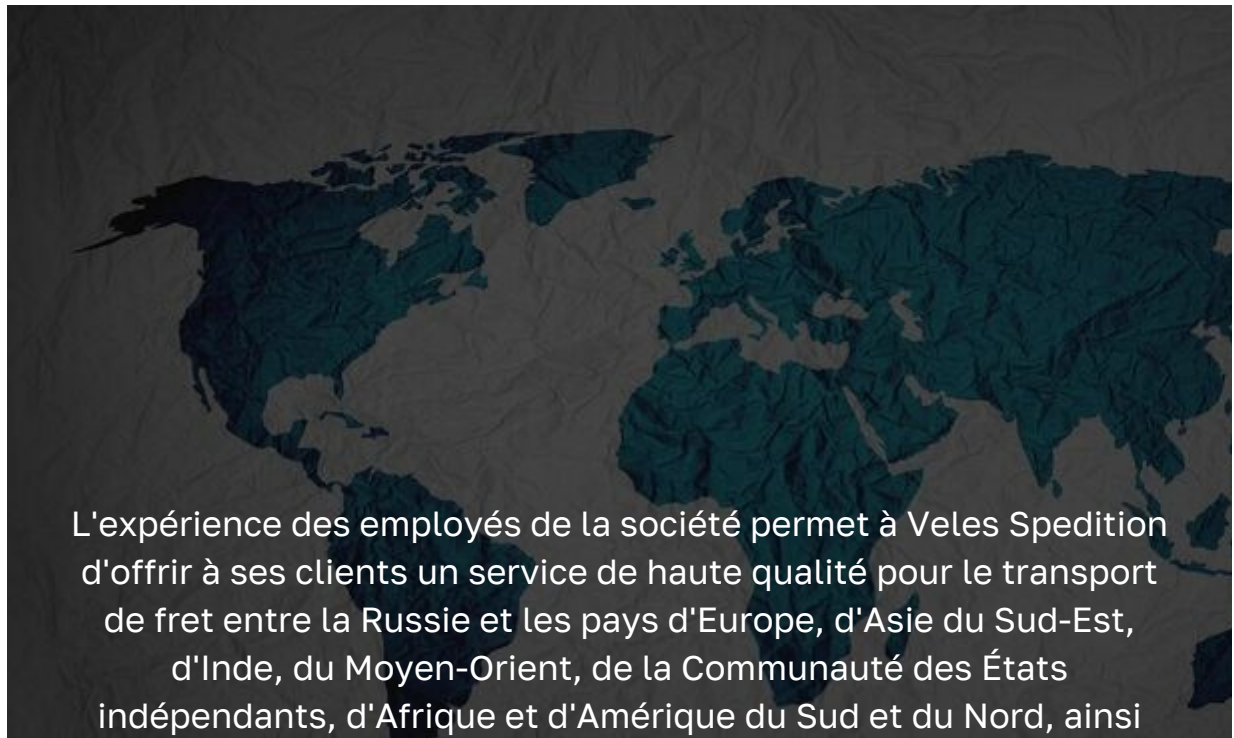 L'expérience des employés de la société permet à Veles Spedition
d'offrir à ses clients un service de haute qualité pour le transport
de fret entre la Russie et les pays d'Europe, d'Asie du Sud-Est,
d'Inde, du Moyen-Orient, de la Communauté des États
indépendants, d'Afrique et d'Amérique du Sud et du Nord, ainsi